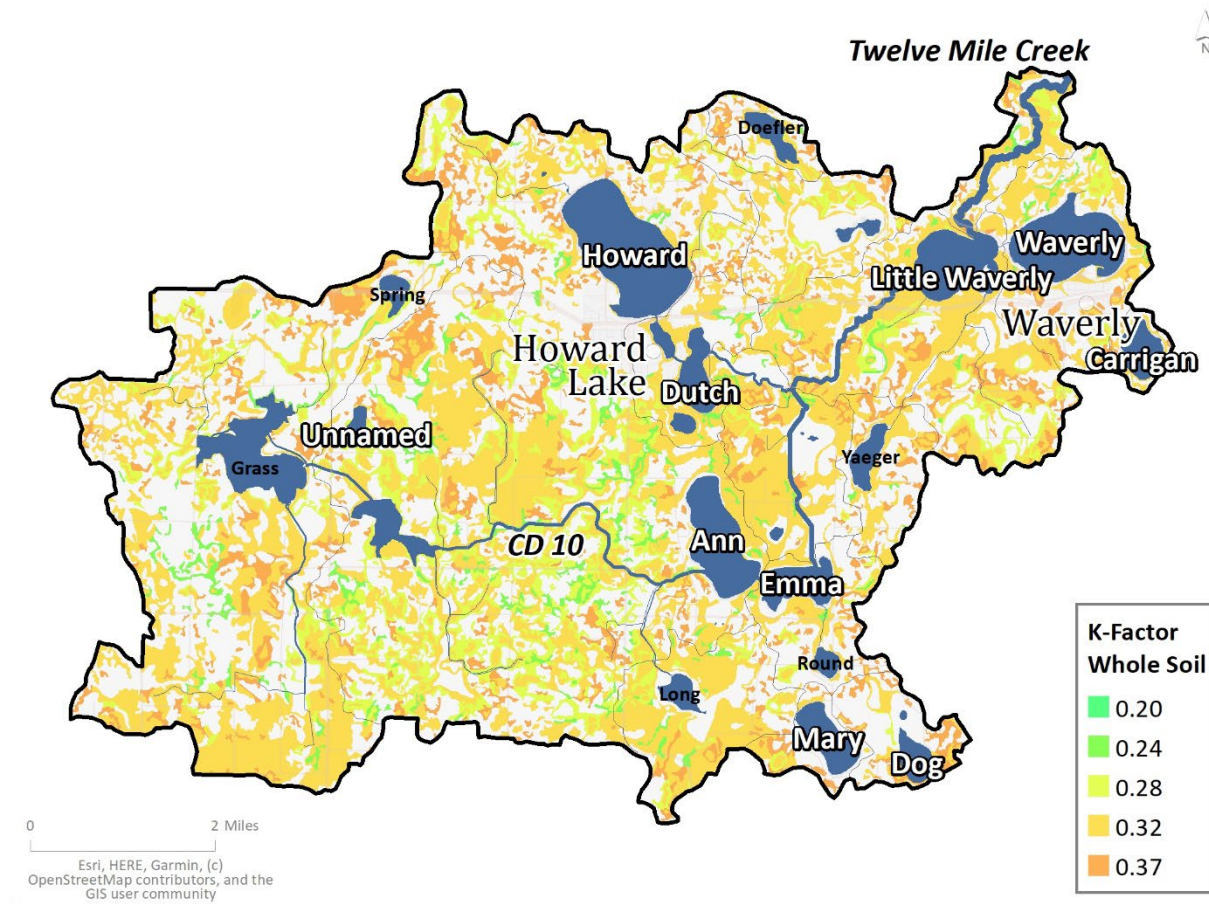 Twelve Mile Creek
N
Doefler
Howard
Waverly
Little Waverly
Spring
Waverly
Howard
Lake
Carrigan
Dutch
Unnamed
Yaeger
Grass
Ann
CD 10
Emma
Round
Long
Mary
Dog
K-Factor
Whole Soil
0.20
0.24
0.28
0.32
0.37
0 2 Miles
Esri, HERE, Garmin, (c)
OpenStreetMap contributors, and the
GIS user community